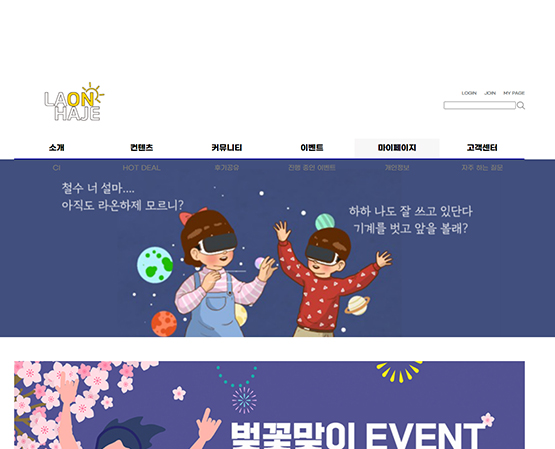 LAON
HAJE
LOGIN JOIN MY PAGE
소개 컨텐츠 커뮤니티 이벤트 마이페이지 고객센터
CI HOT DEAL 후기공유 진행 중인 이벤트 개인정보 자주 하는 질문
철수 너 설마....
아직도 라온하제 모르니?
하하 나도 잘 쓰고 있단다
기계를 벗고 앞을 볼래?
벚꽃맞이 EVENT